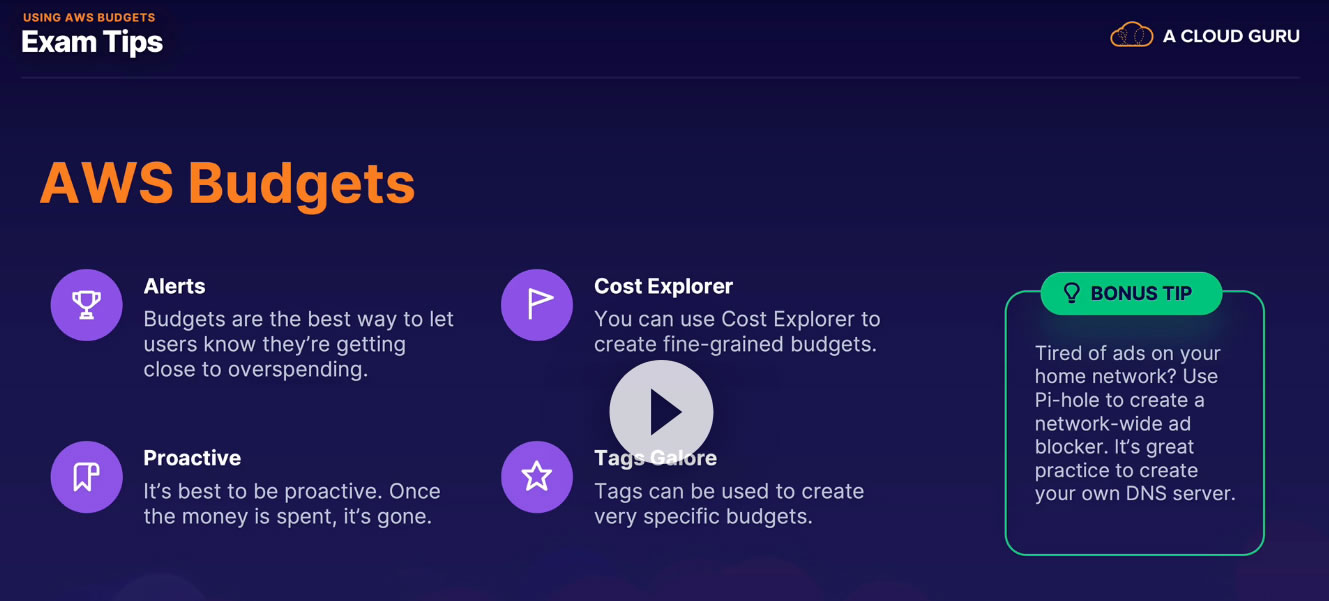 USING AWS BUDGETS
Exam Tips
A CLOUD GURU
AWS Budgets
Alerts
Budgets are the best way to let
users know they’re getting
close to overspending.
Cost Explorer
You can use Cost Explorer to
create fine-grained budgets.
Proactive
It’s best to be proactive. Once
the money is spent, it’s gone.
Tags Galore
Tags can be used to create
very specific budgets.
BONUS TIP
Tired of ads on your
home network? Use
Pi-hole to create a
network-wide ad
blocker. It’s great
practice to create
your own DNS server.